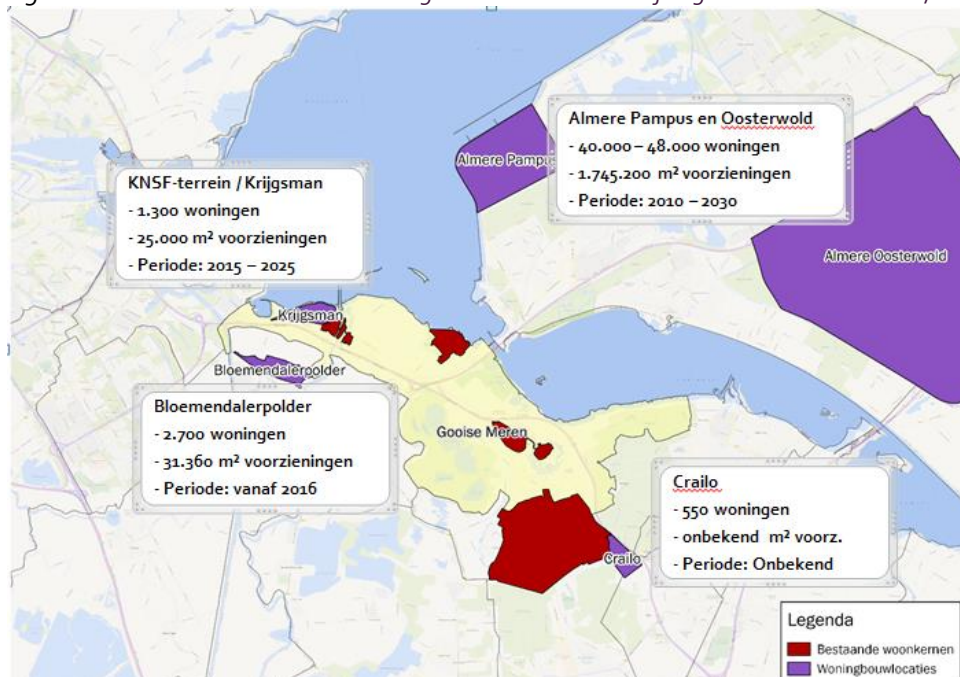 Almere Pampus en Oosterwold
- 40.000 – 48.000 woningen
- 1.745.200 m² voorzieningen
- Periode: 2010 – 2030
Almere Pampus
KNSF-terrein / Krijgsman
- 1.300 woningen
- 25.000 m² voorzieningen
- Periode: 2015 – 2025
Almere Oosterwold
Krijgsman
Bloemendalerpolder
Bloemendalerpolder
- 2.700 woningen
- 31.360 m² voorzieningen
- Periode: vanaf 2016
Gooise Meren
Crailo
- 550 woningen
- onbekend m² voorz.
- Periode: Onbekend
Crailo
Legenda
Bestaande woonkernen
Woningbouwlocaties